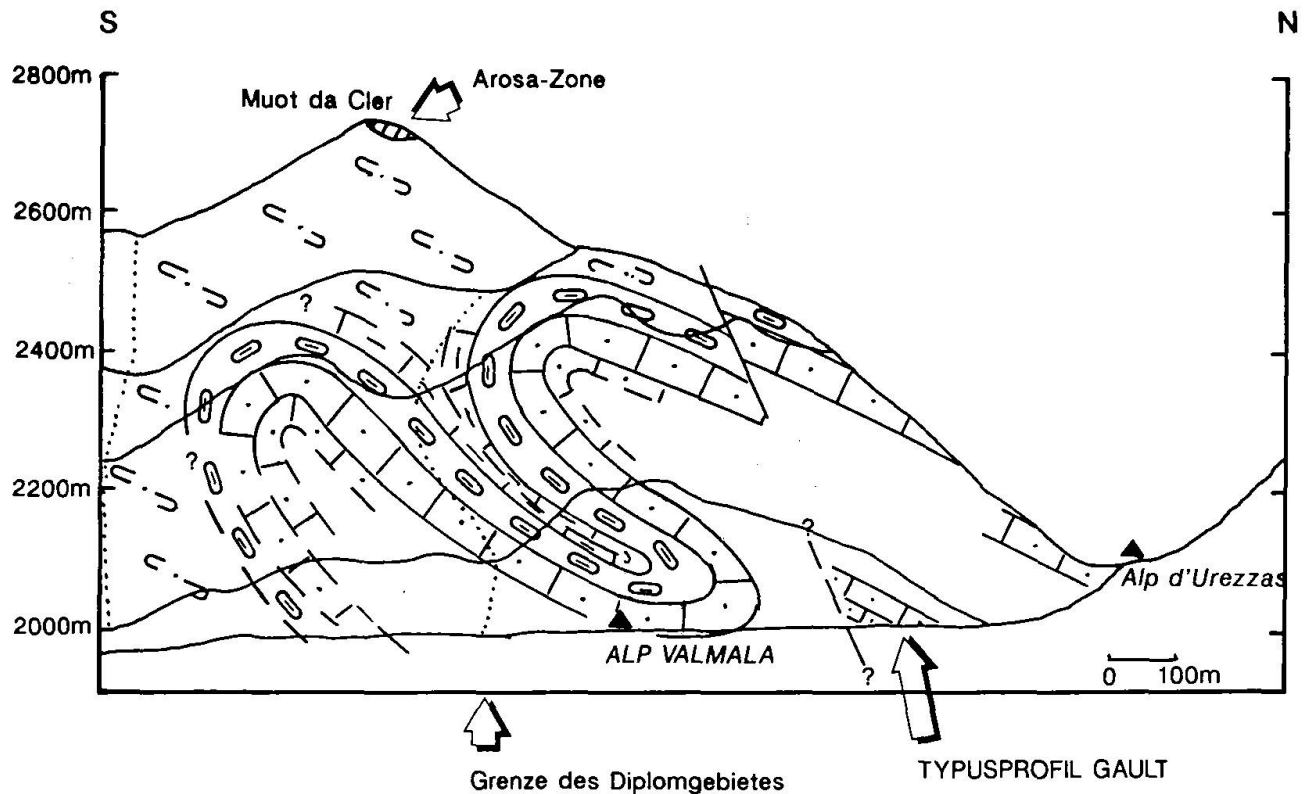 S
N
2800m
Arosa-Zone
Muot da Cler
2600m
2400m
?
?
2200m
?
Alp d'Urezzas
2000m
ALP VALMALA
?
0 100m
Grenze des Diplomgebietes
TYPUSPROFIL GAULT